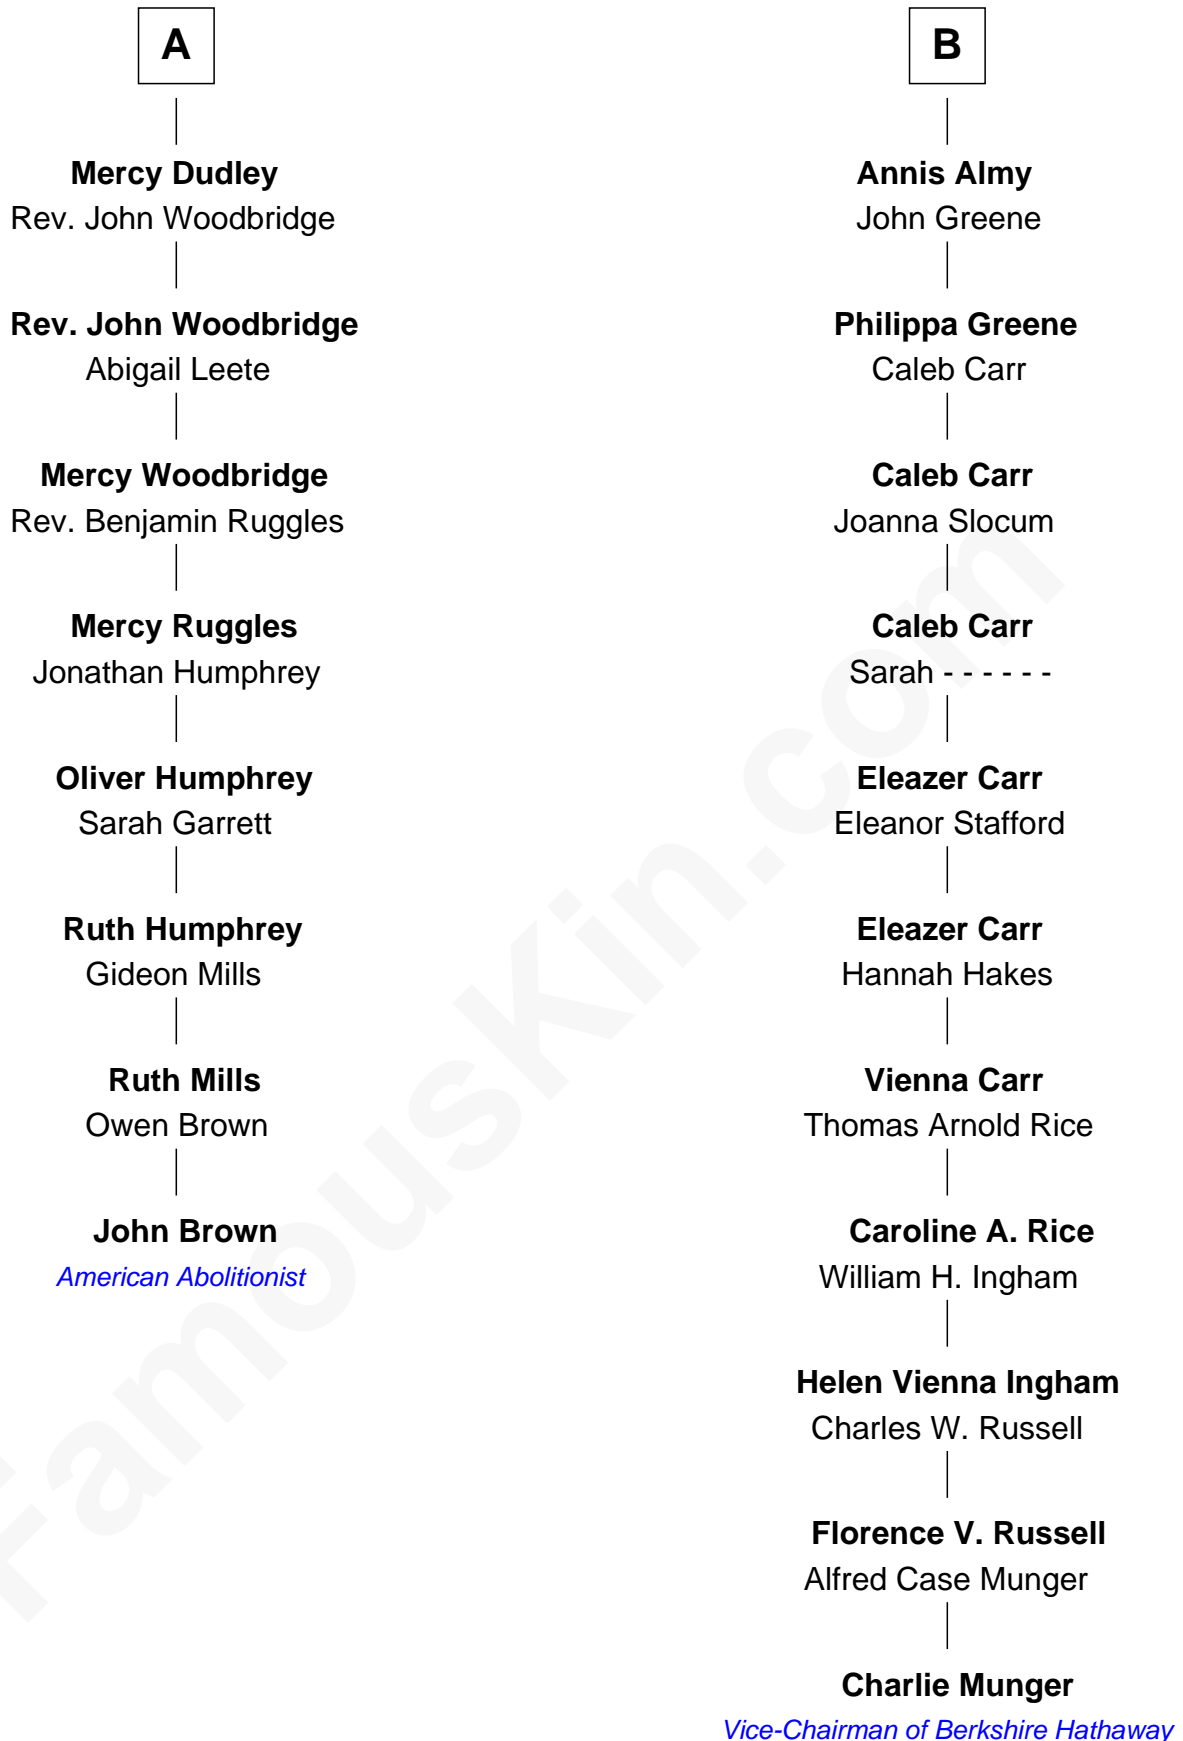 A
Mercy Dudley
Rev. John Woodbridge
Rev. John Woodbridge
Abigail Leete
Mercy Woodbridge
Rev. Benjamin Ruggles
Mercy Ruggles
Jonathan Humphrey
Oliver Humphrey
Sarah Garrett
Ruth Humphrey
Gideon Mills
Ruth Mills
Owen Brown
John Brown
American Abolitionist
B
Annis Almy
John Greene
Philippa Greene
Caleb Carr
Caleb Carr
Joanna Slocum
Caleb Carr
Sarah - - - - - -
Eleazer Carr
Eleanor Stafford
Eleazer Carr
Hannah Hakes
Vienna Carr
Thomas Arnold Rice
Caroline A. Rice
William H. Ingham
Helen Vienna Ingham
Charles W. Russell
Florence V. Russell
Alfred Case Munger
Charlie Munger
Vice-Chairman of Berkshire Hathaway
FamousKin.com